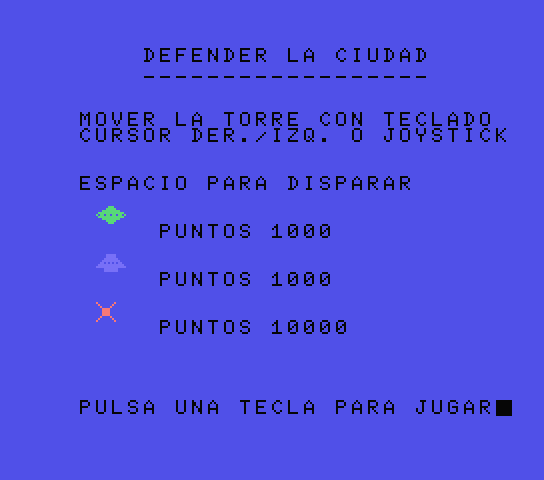 DEFENDER LA CIUDAD
------------------
MOVER LA TORRE CON TECLADO
CURSOR DER./IZQ. O JOYSTICK
ESPACIO PARA DISPARAR
PUNTOS 1000
PUNTOS 1000
PUNTOS 10000
PULSA UNA TECLA PARA JUGAR